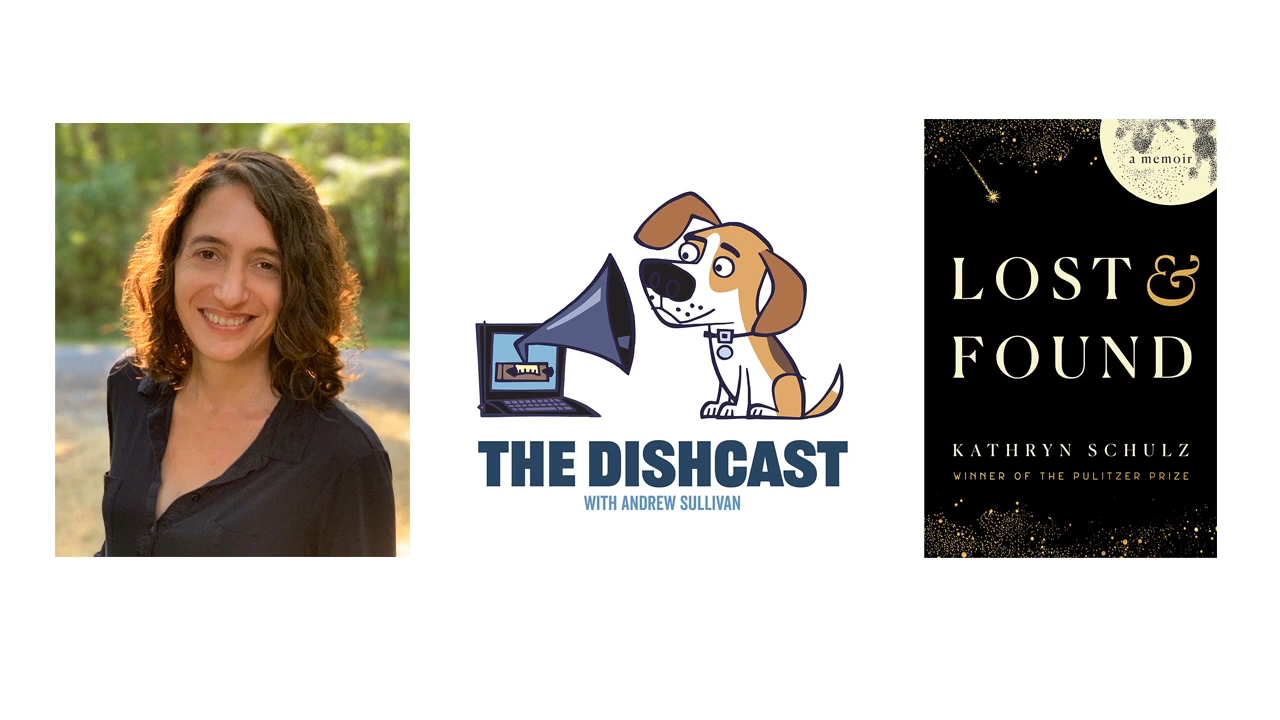 THE DISHCAST
WITH ANDREW SULLIVAN
a memoir
LOST &
FOUND
KATHRYN SCHULZ
WINNER OF THE PULITZER PRIZE